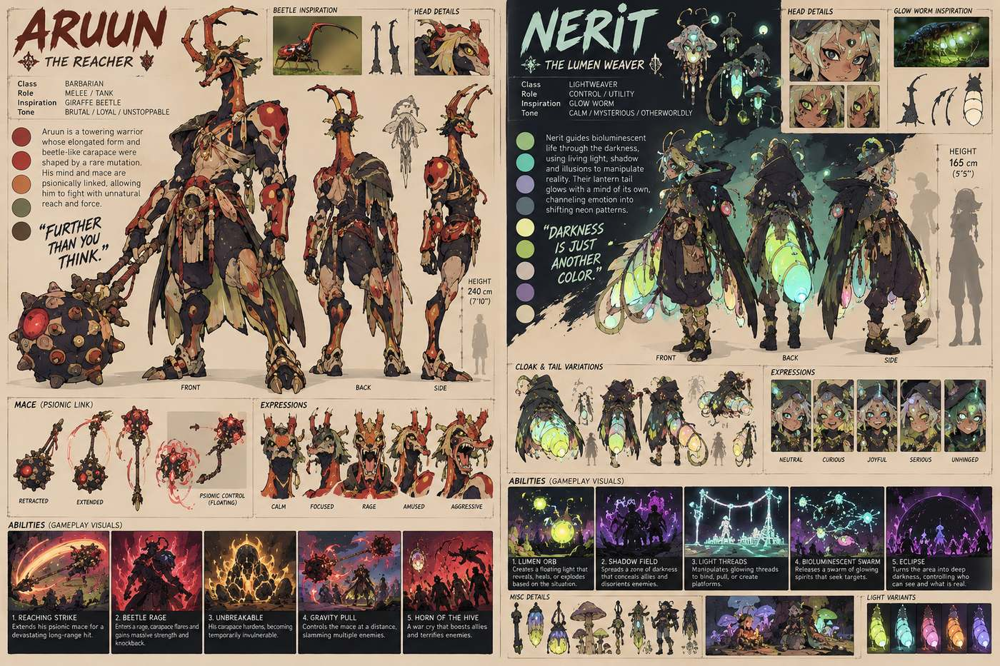 ARUUN
THE REACHER
Class BARBARIAN
Role MELEE / TANK
Inspiration GIRAFFE BEETLE
Tone BRUTAL / LOYAL / UNSTOPPABLE
Aruun is a towering warrior
whose elongated form and
beetle-like carapace were
shaped by a rare mutation.
His mind and mace are
psionically linked, allowing
him to fight with unnatural
reach and force.
“FURTHER
THAN YOU
THINK.”
BEETLE INSPIRATION
HEAD DETAILS
HEIGHT
240 cm
(7'10")
FRONT
BACK
SIDE
MACE (PSIONIC LINK)
RETRACTED
EXTENDED
PSIONIC CONTROL
(FLOATING)
EXPRESSIONS
CALM
FOCUSED
RAGE
AMUSED
AGGRESSIVE
ABILITIES (GAMEPLAY VISUALS)
1. REACHING STRIKE
Extends his psionic mace for a
devastating long-range hit.
2. BEETLE RAGE
Enters a rage, carapace flares and
gains massive strength and
knockback.
3. UNBREAKABLE
His carapace hardens, becoming
temporarily invulnerable.
4. GRAVITY PULL
Controls the mace at a distance,
slamming multiple enemies.
5. HORN OF THE HIVE
A war cry that boosts allies
and terrifies enemies.
NERiT
THE LUMEN WEAVER
Class LIGHTWEAVER
Role CONTROL / UTILITY
Inspiration GLOW WORM
Tone CALM / MYSTERIOUS / OTHERWORLDLY
Nerit guides bioluminescent
life through the darkness,
using living light, shadow
and illusions to manipulate
reality. Their lantern tail
glows with a mind of its own,
channeling emotion into
shifting neon patterns.
“DARKNESS
IS JUST
ANOTHER
COLOR.”
HEAD DETAILS
GLOW WORM INSPIRATION
HEIGHT
165 cm
(5'5")
FRONT
BACK
SIDE
CLOAK & TAIL VARIATIONS
EXPRESSIONS
NEUTRAL
CURIOUS
JOYFUL
SERIOUS
UNHINGED
ABILITIES (GAMEPLAY VISUALS)
1. LUMEN ORB
Creates a floating light that
reveals, heals, or explodes
based on the situation.
2. SHADOW FIELD
Spreads a zone of darkness
that conceals allies and
disorients enemies.
3. LIGHT THREADS
Manipulates glowing threads
to bind, pull, or create
platforms.
4. BIOLUMINESCENT SWARM
Releases a swarm of glowing
spirits that seek targets.
5. ECLIPSE
Turns the area into deep
darkness, controlling who
can see and what is real.
MISC DETAILS
LIGHT VARIANTS